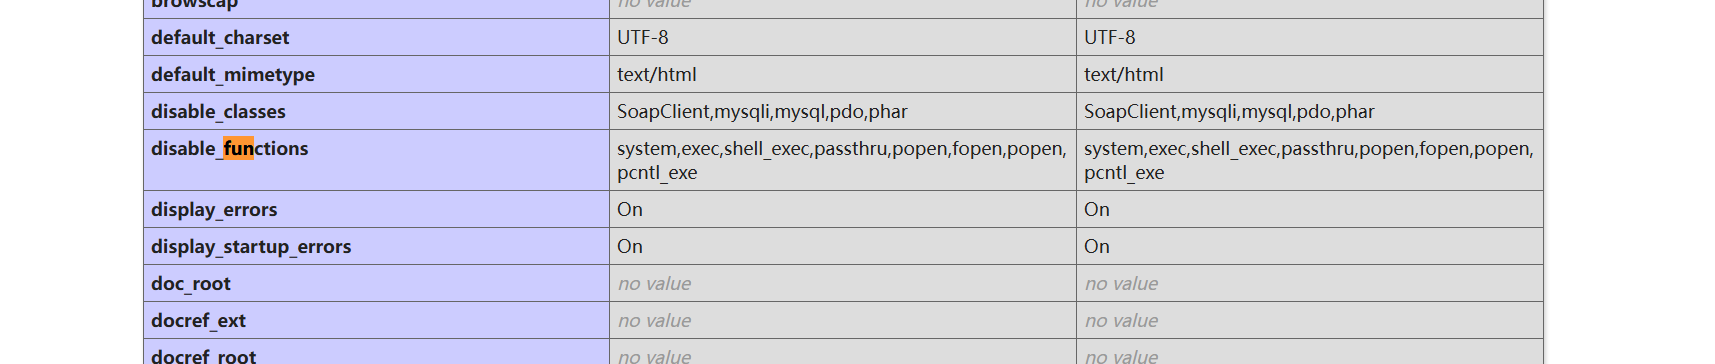 browscap no value no value
default_charset UTF-8 UTF-8
default_mimetype text/html text/html
disable_classes SoapClient,mysqli,mysql,pdo,phar SoapClient,mysqli,mysql,pdo,phar
disable_functions system,exec,shell_exec,passthru,popen,fopen,popen, system,exec,shell_exec,passthru,popen,fopen,popen,
pcntl_exe pcntl_exe
display_errors On On
display_startup_errors On On
doc_root no value no value
docref_ext no value no value
docref_root no value no value